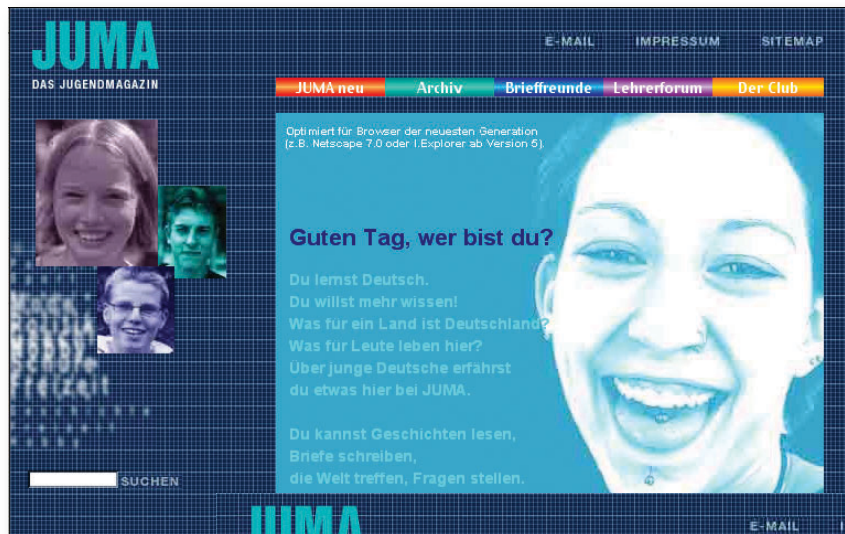 JUMA
DAS JUGENDMAGAZIN
E-MAIL IMPRESSUM SITEMAP
JUMA neu Archiv Brieffreunde Lehrerforum Der Club
Optimiert für Browser der neuesten Generation
(z.B. Netscape 7.0 oder I.Explorer ab Version 5).
Guten Tag, wer bist du?
Du lernst Deutsch.
Du willst mehr wissen!
Was für ein Land ist Deutschland?
Was für Leute leben hier?
Über junge Deutsche erfährst
du etwas hier bei JUMA.
Du kannst Geschichten lesen,
Briefe schreiben,
die Welt treffen, Fragen stellen.
Freizeit
SUCHEN
JUMA
E-MAIL